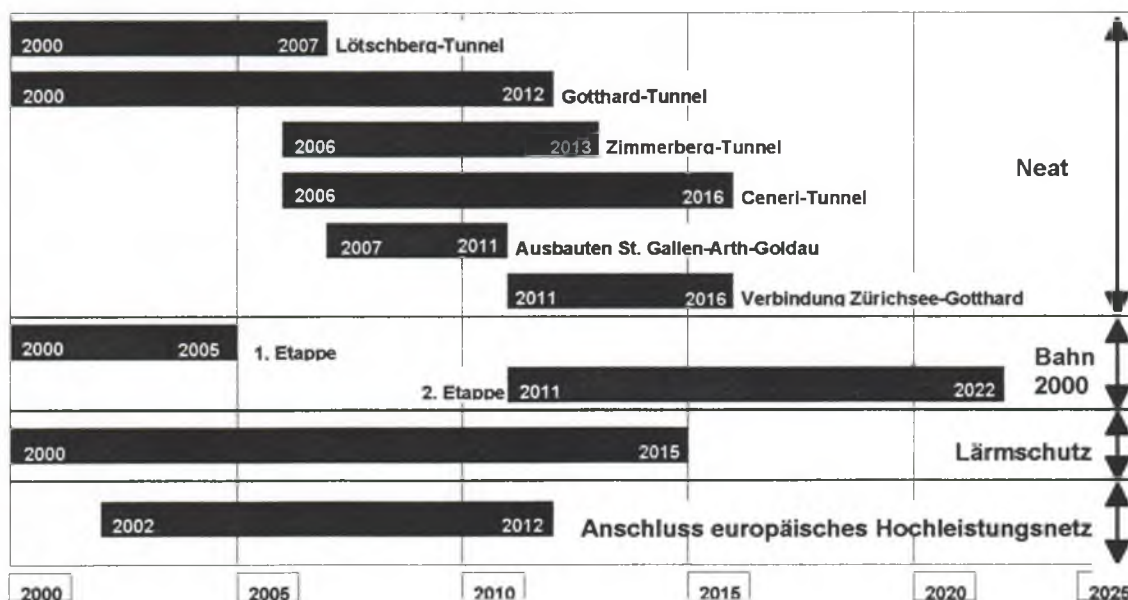 2000 2007 Lötschberg-Tunnel
2000 2012 Gotthard-Tunnel
2006 2013 Zimmerberg-Tunnel
Neat
2006 2016 Ceneri-Tunnel
2007 2011 Ausbauten St. Gallen-Arth-Goldau
2011 2016 Verbindung Zürichsee-Gotthard
2000 2005 1. Etappe
Bahn
2000
2. Etappe 2011 2022
2000 2015 Lärmschutz
2002 2012 Anschluss europäisches Hochleistungsnetz
2000 2005 2010 2015 2020 2025